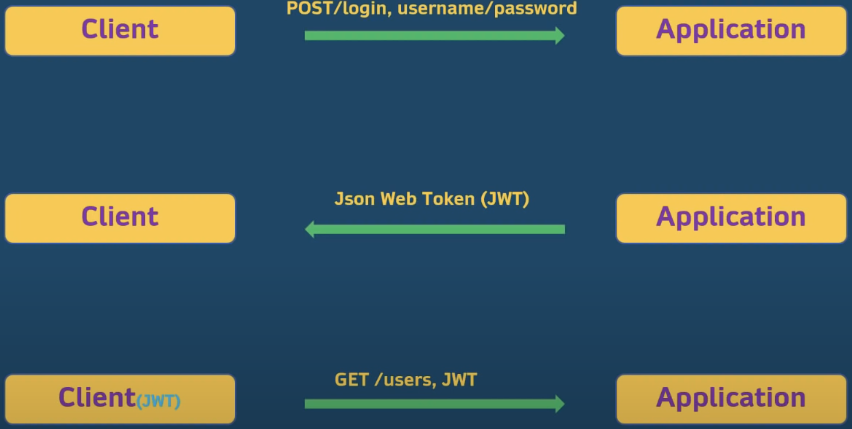 POST/login, username/password
Client
Application
Json Web Token (JWT)
Client
Application
GET /users, JWT
Client(JWT)
Application